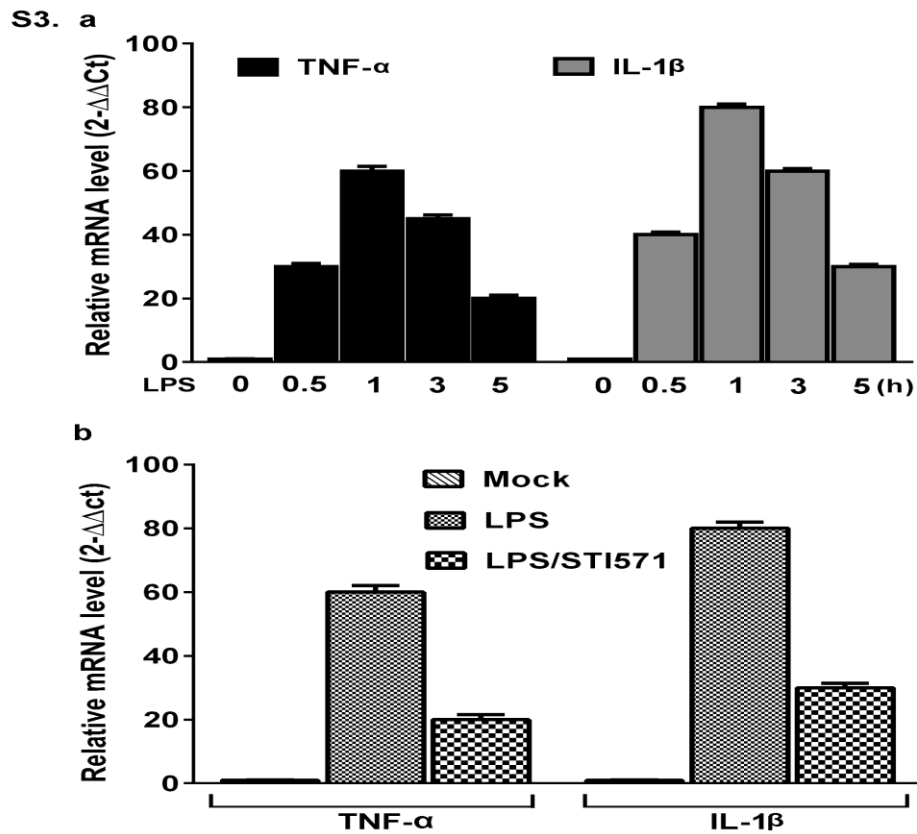 S3. a
Relative mRNA level (2-ΔΔCt)
100
80
60
40
20
0
TNF-α
IL-1β
LPS 0 0.5 1 3 5 0 0.5 1 3 5 (h)
b
Relative mRNA level (2-ΔΔct)
100
80
60
40
20
0
Mock
LPS
LPS/STI571
TNF-α
IL-1β